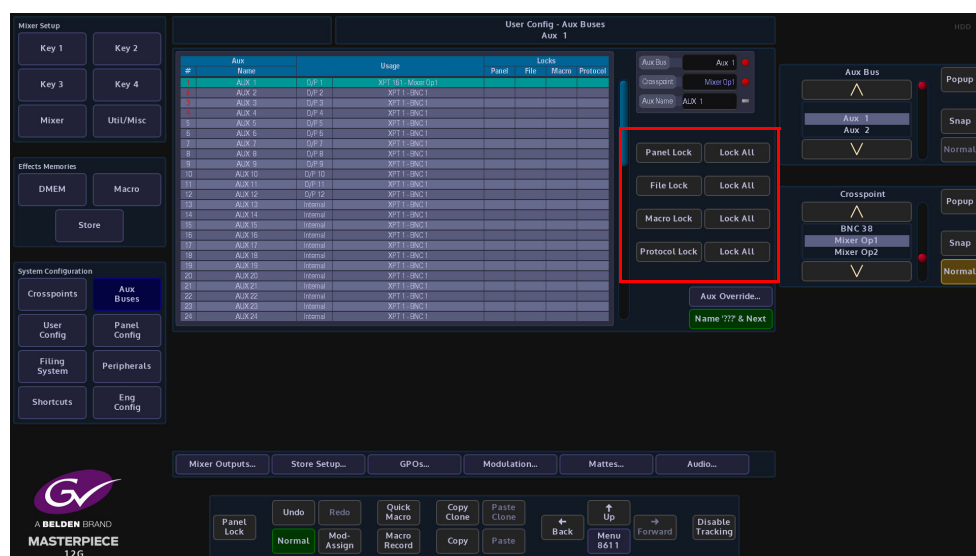 Mixer Setup
Key 1
Key 2
Key 3
Key 4
Mixer
Util/Misc
Effects Memories
DMEM
Macro
Store
System Configuration
Crosspoints
Aux
Buses
User
Config
Panel
Config
Filing
System
Peripherals
Shortcuts
Eng
Config
GV
A BELDEN BRAND
MASTERPIECE
12G
User Config - Aux Buses
Aux 1
Aux Usage Locks
# Name Panel File Macro Protocol
1 AUX 1 O/P 1 XPT 161 - Mixer Op1
2 AUX 2 O/P 2 XPT 1 - BNC 1
3 AUX 3 O/P 3 XPT 1 - BNC 1
4 AUX 4 O/P 4 XPT 1 - BNC 1
5 AUX 5 O/P 5 XPT 1 - BNC 1
6 AUX 6 O/P 6 XPT 1 - BNC 1
7 AUX 7 O/P 7 XPT 1 - BNC 1
8 AUX 8 O/P 8 XPT 1 - BNC 1
9 AUX 9 O/P 9 XPT 1 - BNC 1
10 AUX 10 O/P 10 XPT 1 - BNC 1
11 AUX 11 O/P 11 XPT 1 - BNC 1
12 AUX 12 O/P 12 XPT 1 - BNC 1
13 AUX 13 Internal XPT 1 - BNC 1
14 AUX 14 Internal XPT 1 - BNC 1
15 AUX 15 Internal XPT 1 - BNC 1
16 AUX 16 Internal XPT 1 - BNC 1
17 AUX 17 Internal XPT 1 - BNC 1
18 AUX 18 Internal XPT 1 - BNC 1
19 AUX 19 Internal XPT 1 - BNC 1
20 AUX 20 Internal XPT 1 - BNC 1
21 AUX 21 Internal XPT 1 - BNC 1
22 AUX 22 Internal XPT 1 - BNC 1
23 AUX 23 Internal XPT 1 - BNC 1
24 AUX 24 Internal XPT 1 - BNC 1
Aux Bus Aux 1
Crosspoint Mixer Op1
Aux Name AUX 1
Panel Lock Lock All
File Lock Lock All
Macro Lock Lock All
Protocol Lock Lock All
Aux Override...
Name '???' & Next
HDD
Aux Bus
Aux 1
Aux 2
Popup
Snap
Normal
Crosspoint
BNC 38
Mixer Op1
Mixer Op2
Popup
Snap
Normal
Mixer Outputs...
Store Setup...
GPOs...
Modulation...
Mattes...
Audio...
Panel
Lock
Undo
Redo
Normal
Mod-
Assign
Quick
Macro
Macro
Record
Copy
Clone
Paste
Clone
Copy
Paste
Back
Up
Menu
8611
Forward
Disable
Tracking